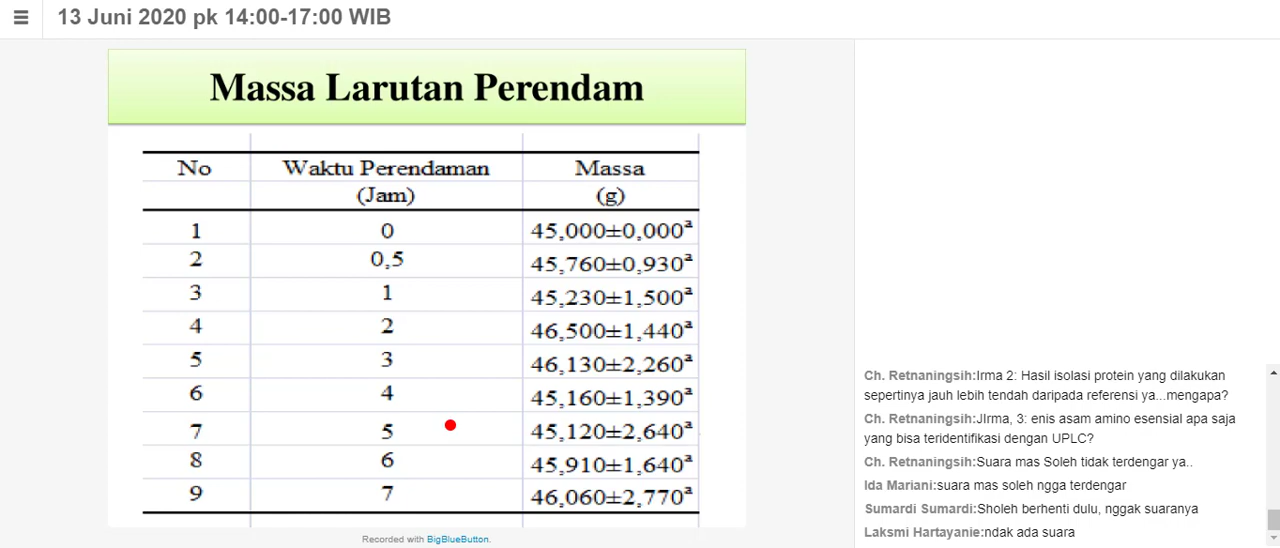 13 Juni 2020 pk 14:00-17:00 WIB
Massa Larutan Perendam
No Waktu Perendaman Massa
(Jam) (g)
1 0 45,000±0,000ª
2 0,5 45,760±0,930ª
3 1 45,230±1,500ª
4 2 46,500±1,440ª
5 3 46,130±2,260ª
6 4 45,160±1,390ª
7 5 45,120±2,640ª
8 6 45,910±1,640ª
9 7 46,060±2,770ª
Recorded with BigBlueButton.
Ch. Retnaningsih:Irma 2: Hasil isolasi protein yang dilakukan
sepertinya jauh lebih tendah daripada referensi ya...mengapa?
Ch. Retnaningsih:JIrma, 3: enis asam amino esensial apa saja
yang bisa teridentifikasi dengan UPLC?
Ch. Retnaningsih:Suara mas Soleh tidak terdengar ya..
Ida Mariani:suara mas soleh ngga terdengar
Sumardi Sumardi:Sholeh berhenti dulu, nggak suaranya
Laksmi Hartayanie:ndak ada suara